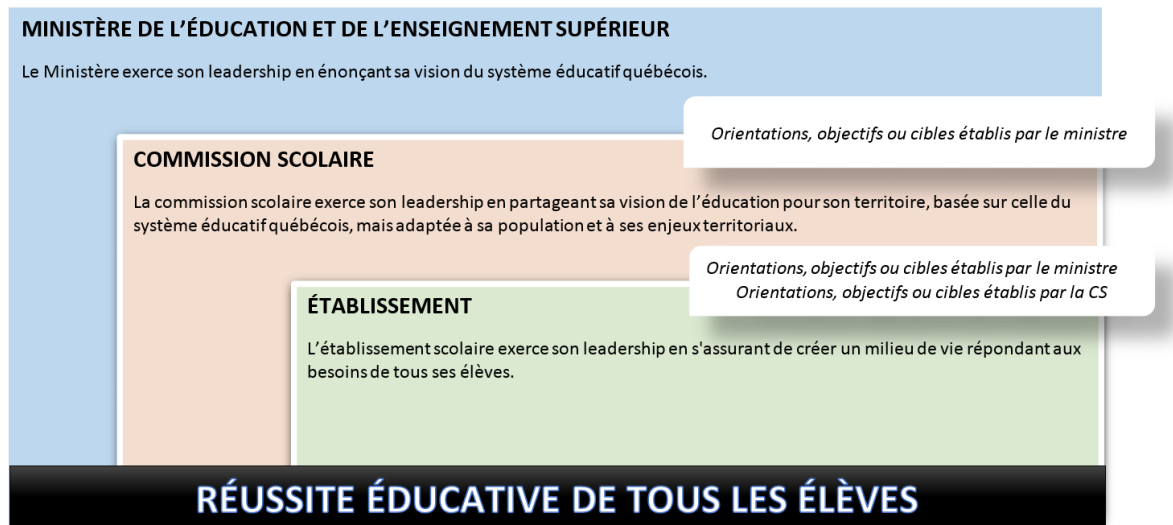 MINISTÈRE DE L’ÉDUCATION ET DE L’ENSEIGNEMENT SUPÉRIEUR
Le Ministère exerce son leadership en énonçant sa vision du système éducatif québécois.
Orientations, objectifs ou cibles établis par le ministre
COMMISSION SCOLAIRE
La commission scolaire exerce son leadership en partageant sa vision de l’éducation pour son territoire, basée sur celle du
système éducatif québécois, mais adaptée à sa population et à ses enjeux territoriaux.
Orientations, objectifs ou cibles établis par le ministre
Orientations, objectifs ou cibles établis par la CS
ÉTABLISSEMENT
L’établissement scolaire exerce son leadership en s'assurant de créer un milieu de vie répondant aux
besoins de tous ses élèves.
RÉUSSITE ÉDUCATIVE DE TOUS LES ÉLÈVES